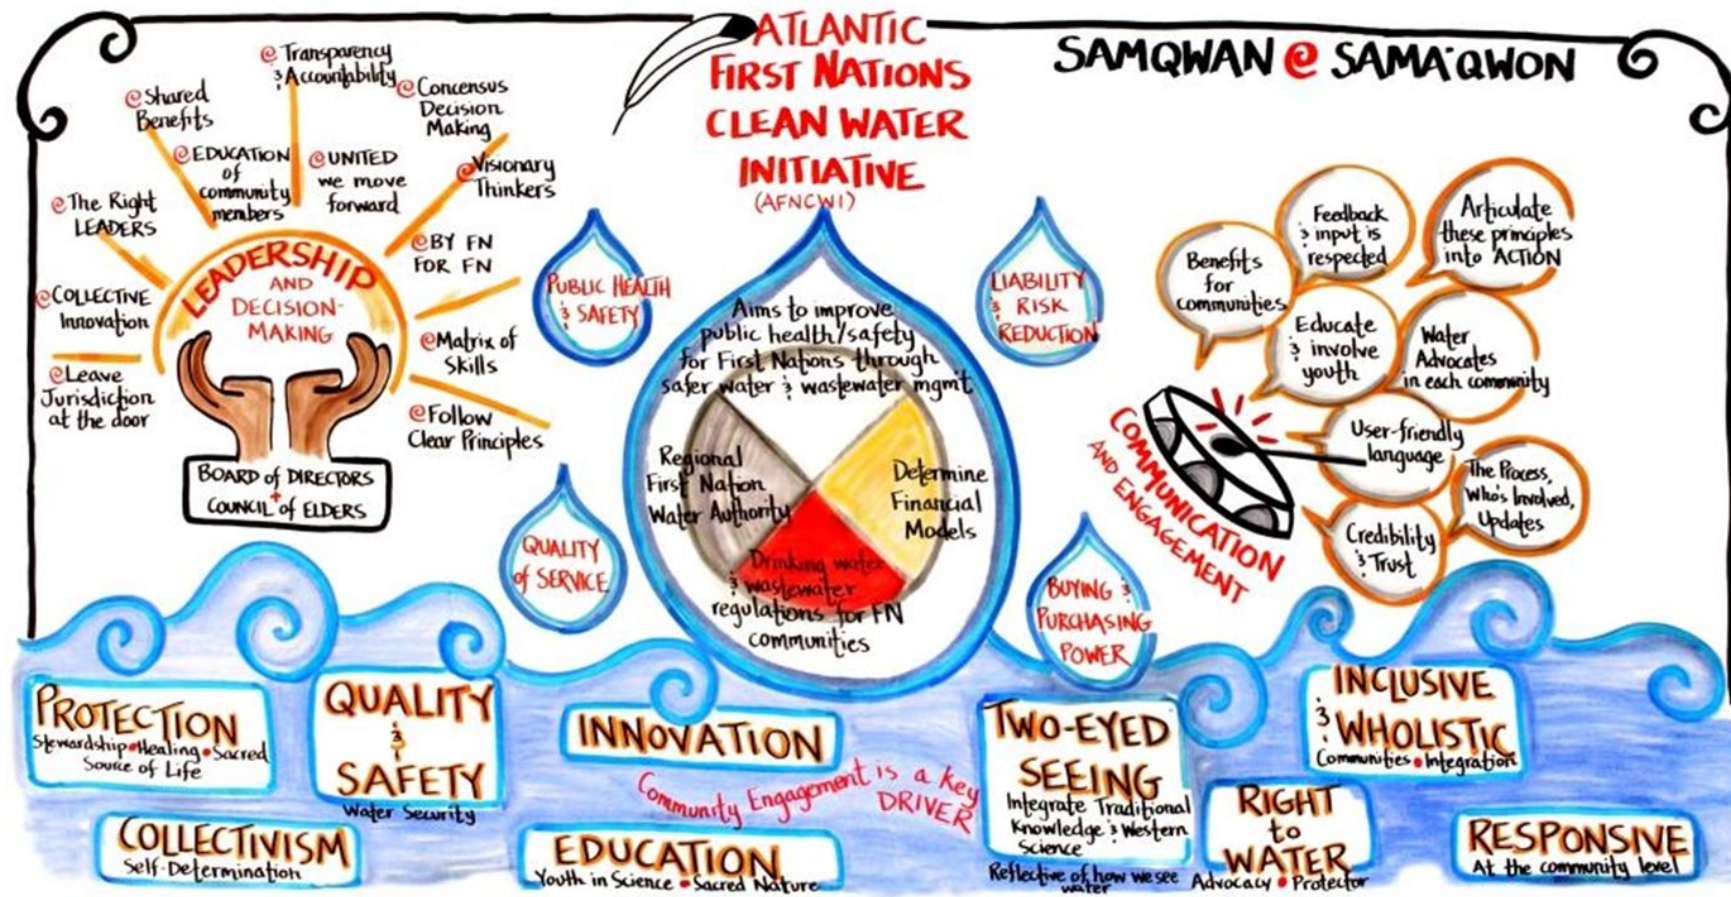 ATLANTIC
FIRST NATIONS
CLEAN WATER
INITIATIVE
(AFNCWI)
SAMQWAN @ SAMA'QWON
@ Transparency
& Accountability
@ Shared
Benefits
@ Concensus
Decision
Making
@ EDUCATION
of
community
members
@ UNITED
we move
forward
@ Visionary
Thinkers
@ The Right
LEADERS
@ BY FN
FOR FN
@ COLLECTIVE
Innovation
@ Matrix of
Skills
@ Leave
Jurisdiction
at the door
@ Follow
Clear Principles
LEADERSHIP
AND
DECISION-
MAKING
BOARD of DIRECTORS
+
COUNCIL of ELDERS
PUBLIC HEALTH
& SAFETY
QUALITY
of SERVICE
LIABILITY
& RISK
REDUCTION
BUYING &
PURCHASING
POWER
Aims to improve
public health/safety
for First Nations through
safer water & wastewater mgmt
Regional
First Nation
Water Authority
Determine
Financial
Models
Drinking water
& wastewater
regulations for FN
communities
Benefits
for
communities
Feedback
& input is
respected
Articulate
these principles
into ACTION
Educate
& involve
youth
Water
Advocates
in each community
User-friendly
language
The Process,
Who's Involved,
Updates
Credibility
& Trust
COMMUNICATION
AND ENGAGEMENT
PROTECTION
Stewardship • Healing • Sacred
Source of Life
QUALITY
&
SAFETY
Water Security
INNOVATION
Community Engagement is a key
DRIVER
COLLECTIVISM
Self-Determination
EDUCATION
Youth in Science • Sacred Nature
TWO-EYED
SEEING
Integrate Traditional
Knowledge & Western
Science
Reflective of how we see
water
INCLUSIVE
& WHOLISTIC
Communities • Integration
RIGHT
to
WATER
Advocacy • Protector
RESPONSIVE
At the community level